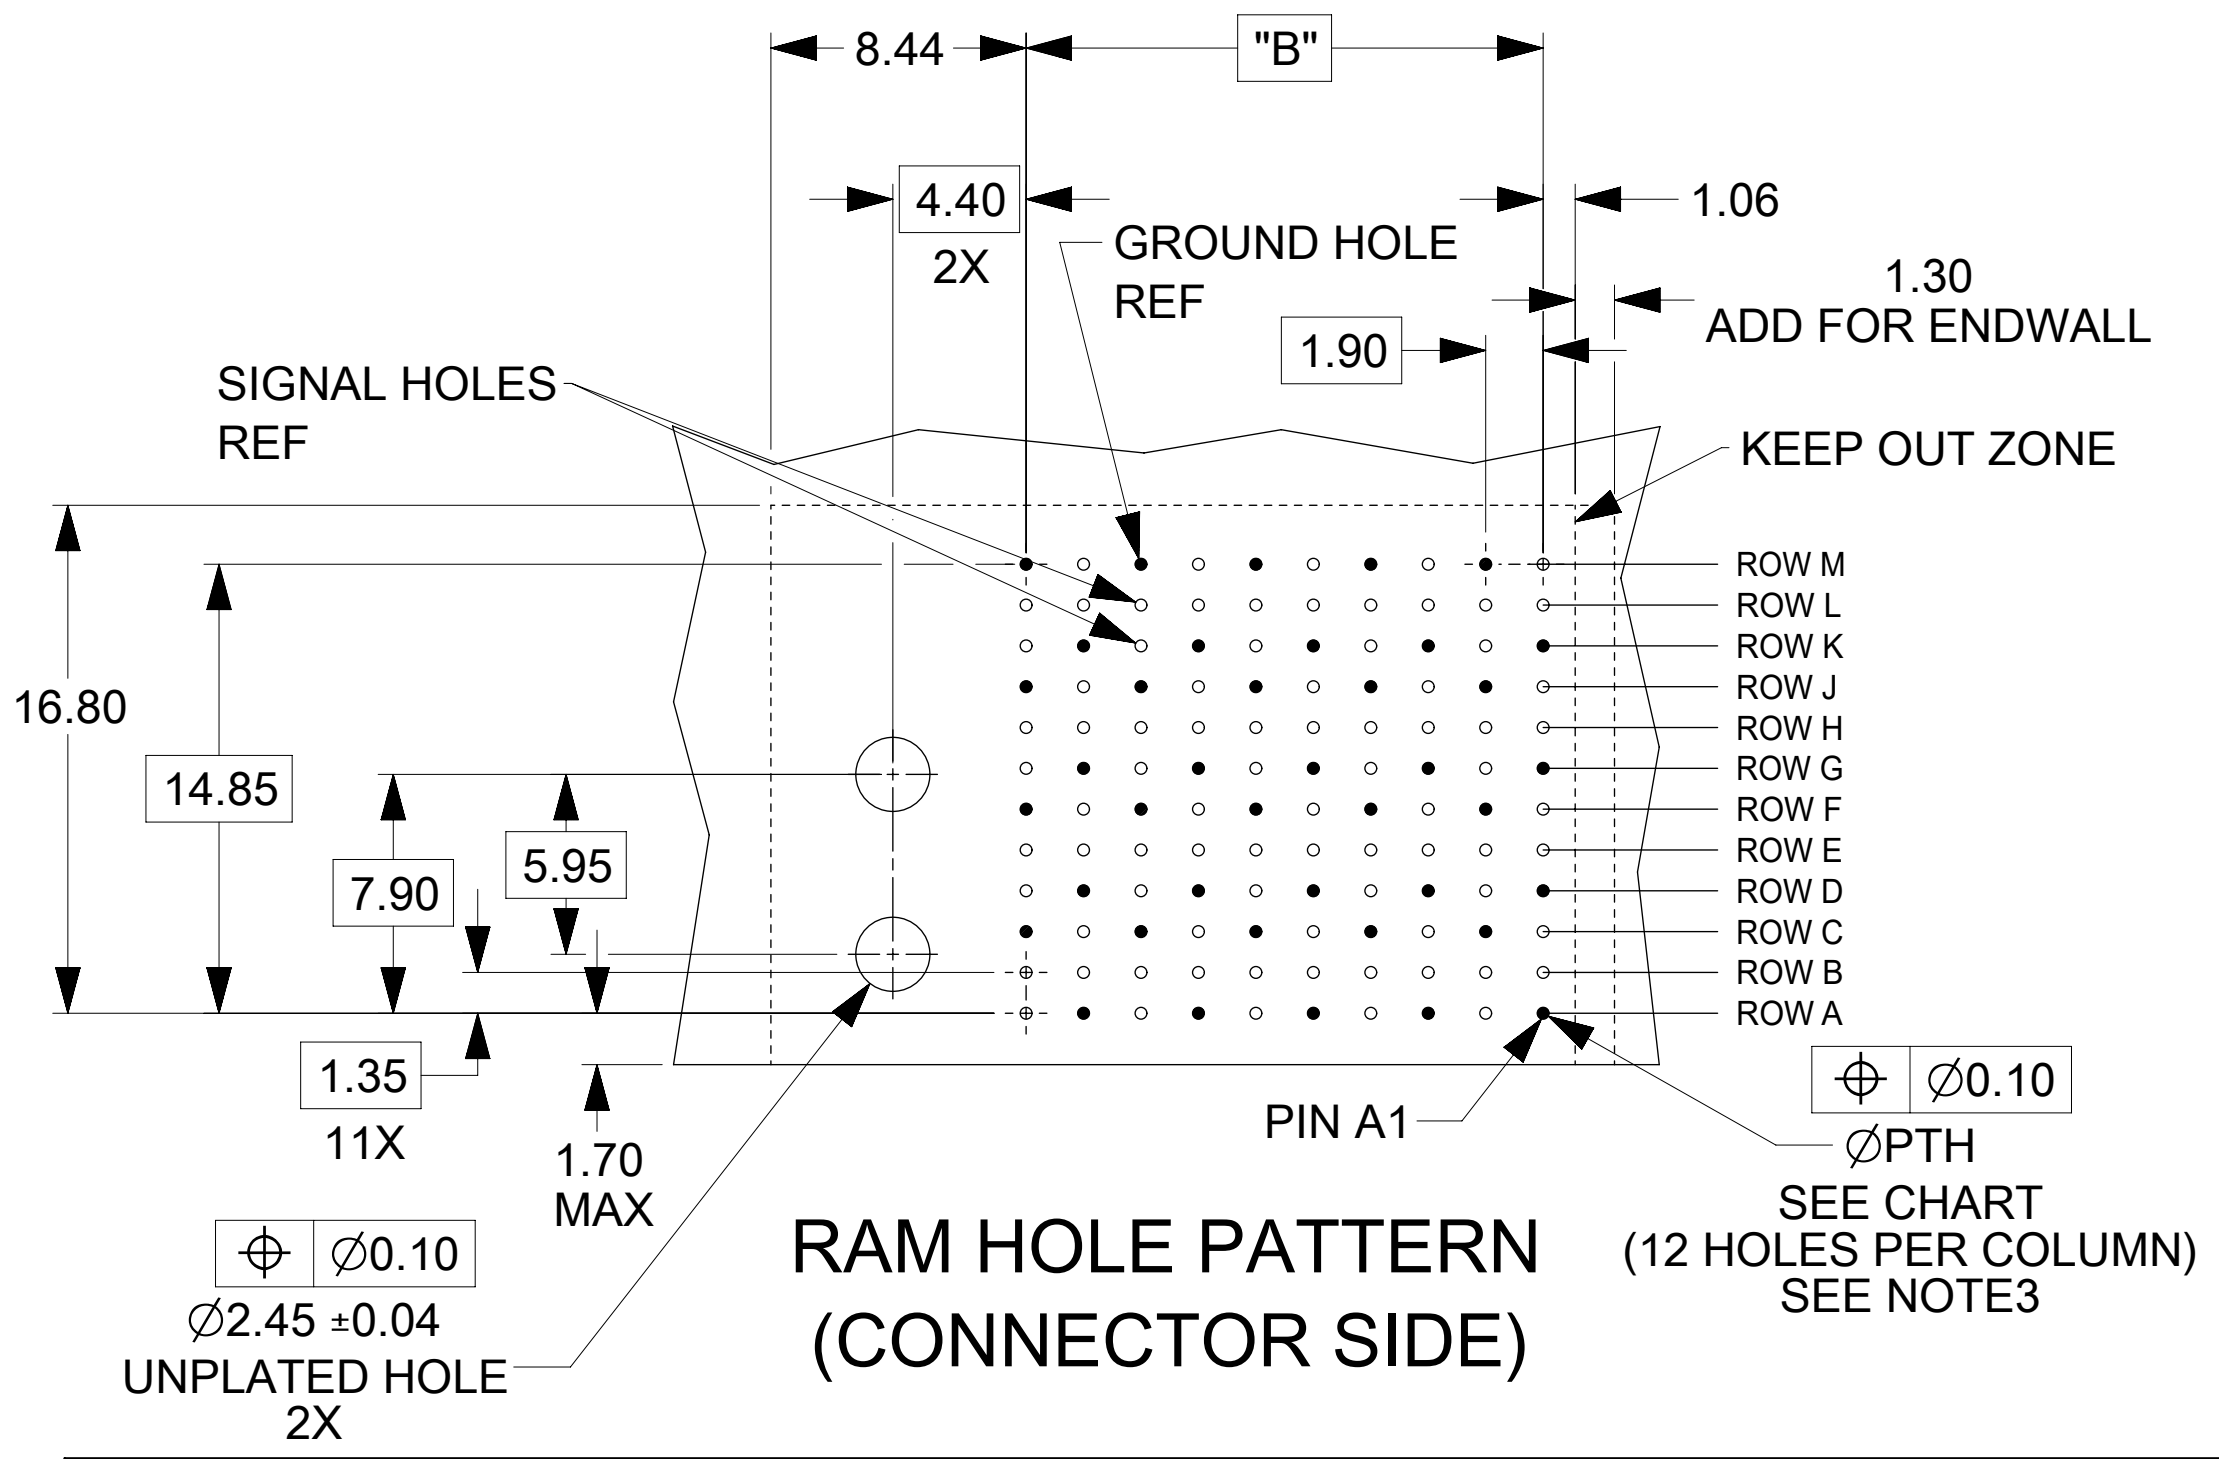 8.44
"B"
4.40
2X
1.06
GROUND HOLE
REF
1.30
ADD FOR ENDWALL
1.90
SIGNAL HOLES
REF
KEEP OUT ZONE
ROW M
ROW L
ROW K
ROW J
ROW H
ROW G
ROW F
ROW E
ROW D
ROW C
ROW B
ROW A
16.80
14.85
7.90
5.95
1.35
11X
1.70
MAX
PIN A1
⌖ ∅0.10
∅PTH
SEE CHART
(12 HOLES PER COLUMN)
SEE NOTE3
⌖ ∅0.10
∅2.45 ±0.04
UNPLATED HOLE
2X
RAM HOLE PATTERN
(CONNECTOR SIDE)